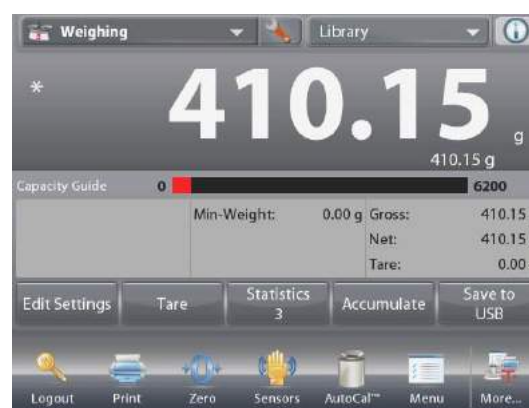 Weighing Library
*
410.15 g
410.15 g
Capacity Guide 0 6200
Min-Weight: 0.00 g Gross: 410.15
Net: 410.15
Tare: 0.00
Edit Settings Tare Statistics 3 Accumulate Save to USB
Logout Print Zero Sensors AutoCal™ Menu More...